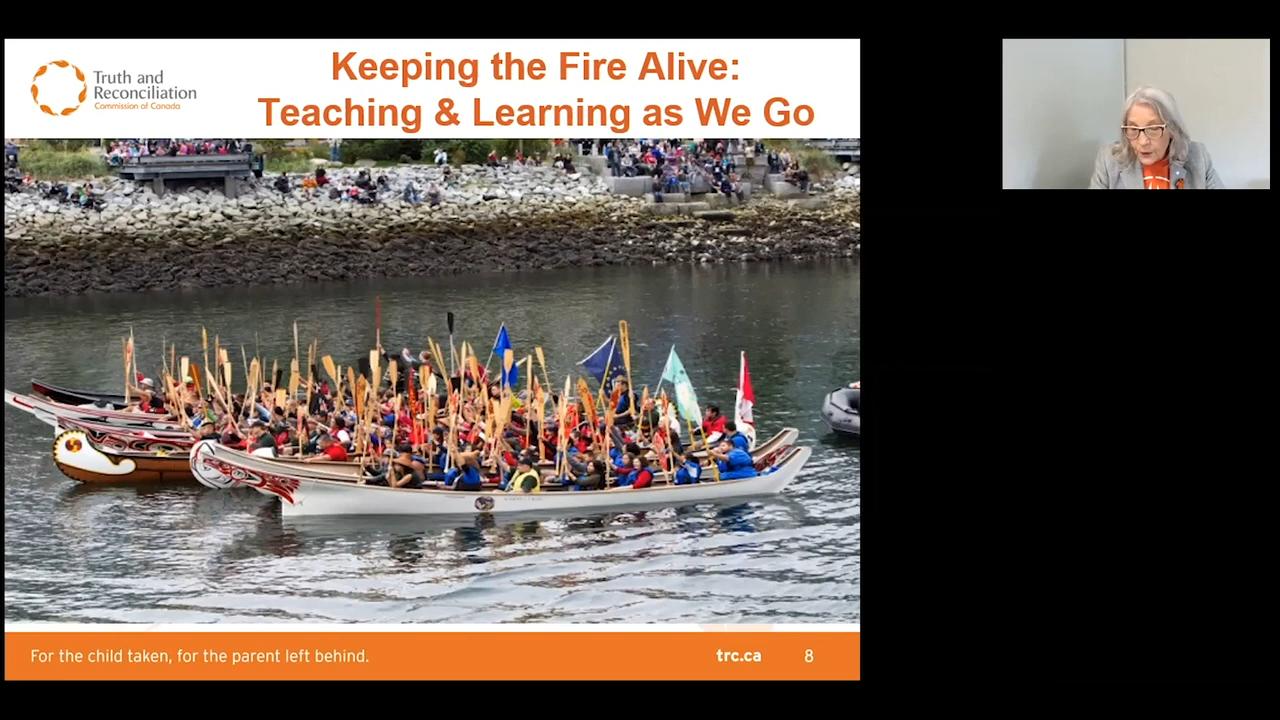 Truth and
Reconciliation
Commission of Canada
Keeping the Fire Alive:
Teaching & Learning as We Go
For the child taken, for the parent left behind.
trc.ca
8